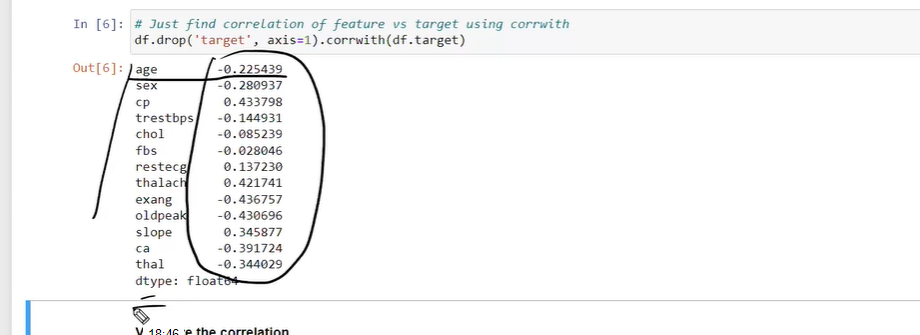 In [6]: # Just find correlation of feature vs target using corrwith
df.drop('target', axis=1).corrwith(df.target)
Out[6]: age -0.225439
sex -0.280937
cp 0.433798
trestbps -0.144931
chol -0.085239
fbs -0.028046
restecg 0.137230
thalach 0.421741
exang -0.436757
oldpeak -0.430696
slope 0.345877
ca -0.391724
thal -0.344029
dtype: float64
18:46 the correlation